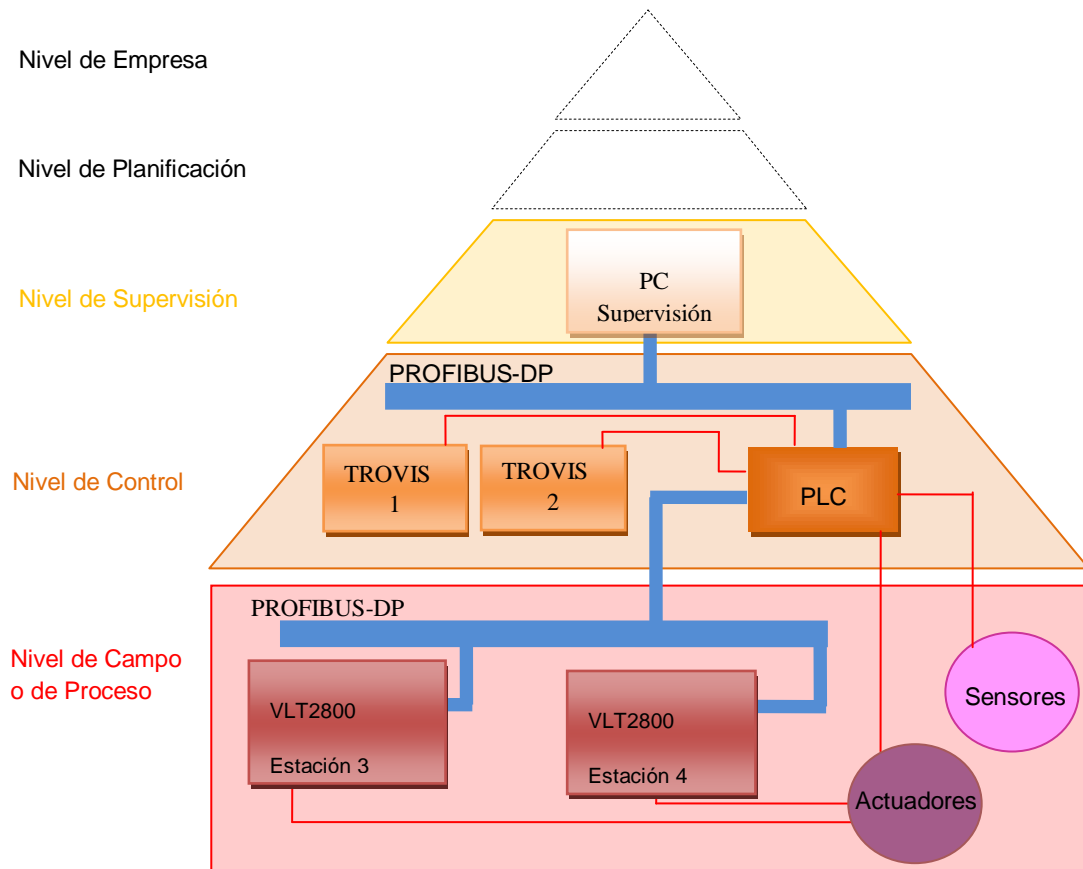 Nivel de Empresa
Nivel de Planificación
Nivel de Supervisión
PC
Supervisión
PROFIBUS-DP
Nivel de Control
TROVIS
1
TROVIS
2
PLC
PROFIBUS-DP
Nivel de Campo
o de Proceso
VLT2800
Estación 3
VLT2800
Estación 4
Sensores
Actuadores